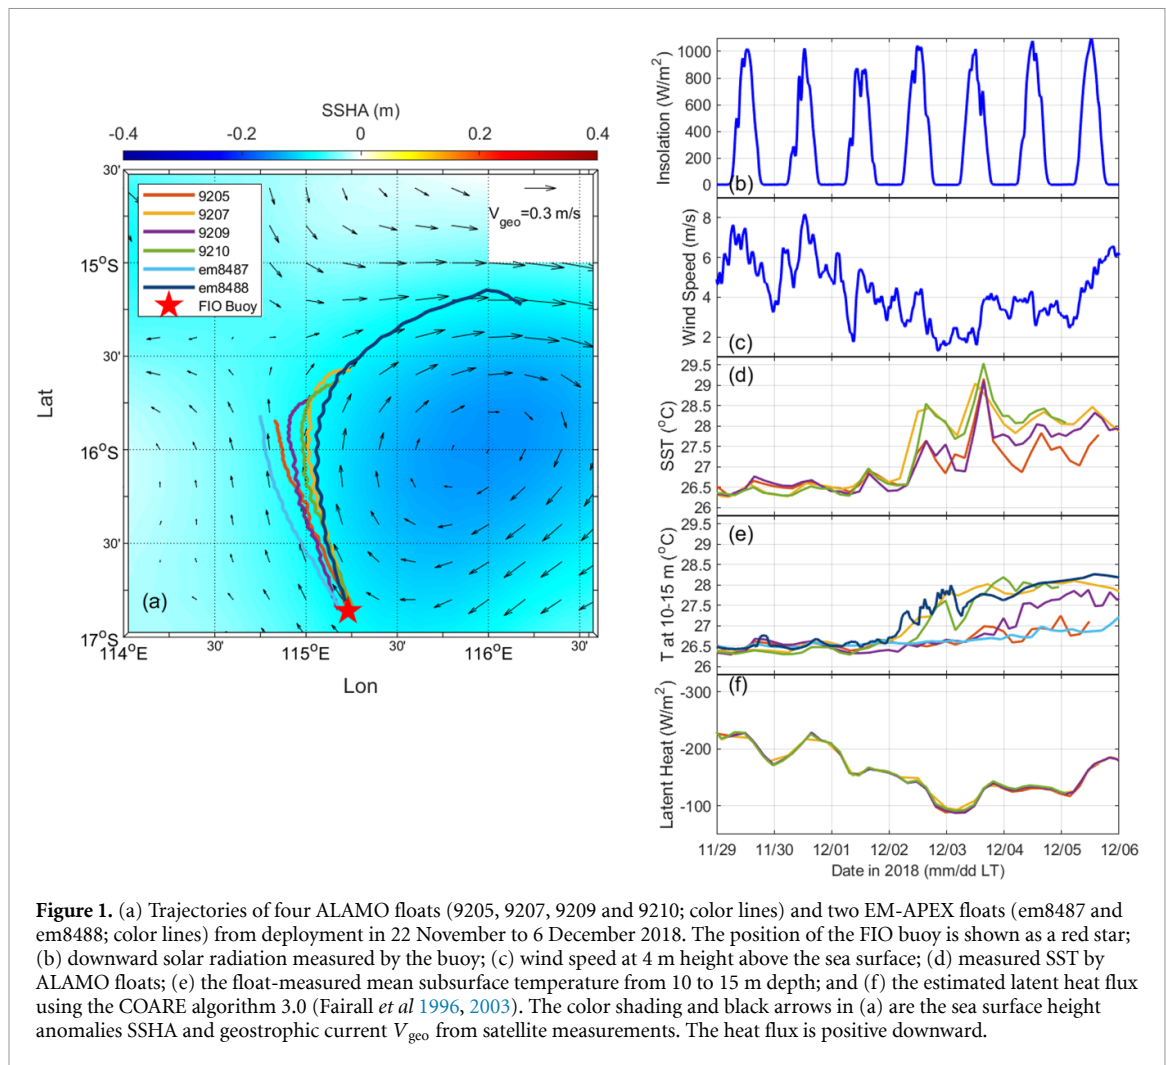 SSHA (m)
-0.4 -0.2 0 0.2 0.4
30'
15°S
30'
16°S
30'
17°S
114°E 30' 115°E 30' 116°E 30'
Lat
Lon
9205
9207
9209
9210
em8487
em8488
FIO Buoy
Vgeo=0.3 m/s
(a)
Insolation (W/m²)
1000
800
600
400
200
0
(b)
Wind Speed (m/s)
8
6
4
2
(c)
SST (°C)
29.5
29
28.5
28
27.5
27
26.5
26
(d)
T at 10-15 m (°C)
29.5
29
28.5
28
27.5
27
26.5
26
(e)
Latent Heat (W/m²)
-300
-200
-100
(f)
11/29 11/30 12/01 12/02 12/03 12/04 12/05 12/06
Date in 2018 (mm/dd LT)
Figure 1. (a) Trajectories of four ALAMO floats (9205, 9207, 9209 and 9210; color lines) and two EM-APEX floats (em8487 and
em8488; color lines) from deployment in 22 November to 6 December 2018. The position of the FIO buoy is shown as a red star;
(b) downward solar radiation measured by the buoy; (c) wind speed at 4 m height above the sea surface; (d) measured SST by
ALAMO floats; (e) the float-measured mean subsurface temperature from 10 to 15 m depth; and (f) the estimated latent heat flux
using the COARE algorithm 3.0 (Fairall et al 1996, 2003). The color shading and black arrows in (a) are the sea surface height
anomalies SSHA and geostrophic current Vgeo from satellite measurements. The heat flux is positive downward.